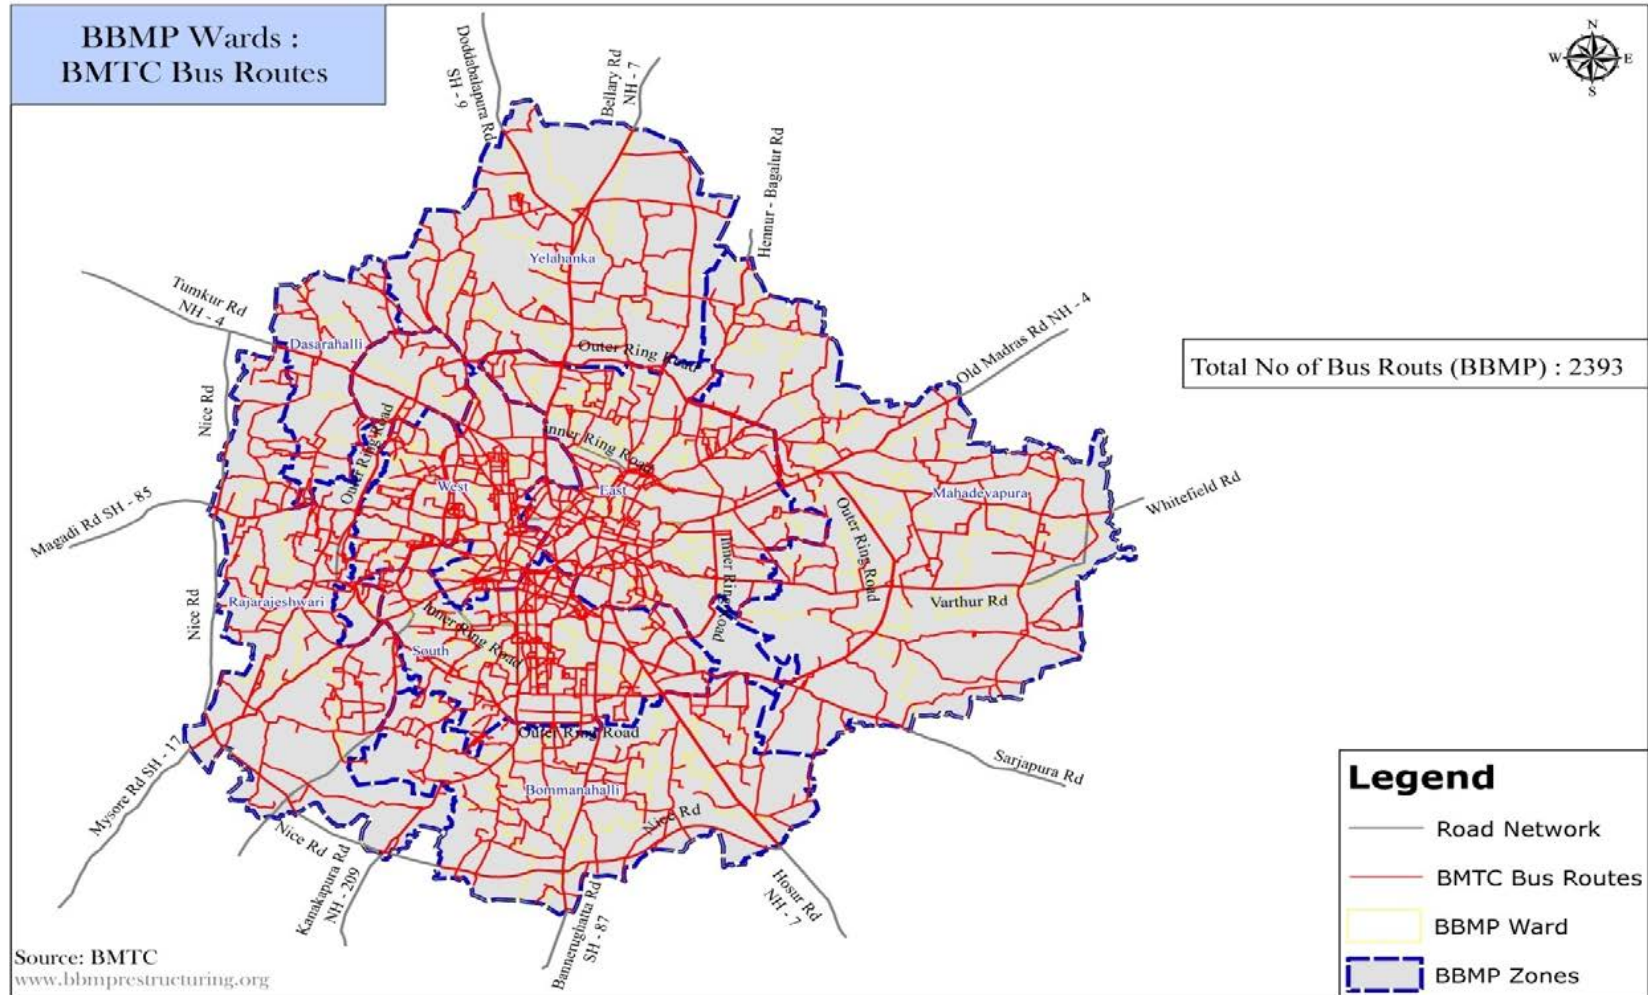 BBMP Wards :
BMTC Bus Routes
N
W
E
S
Doddabalapura Rd
SH - 9
Bellary Rd
NH - 7
Hennur - Bagalur Rd
Yelahanka
Tumkur Rd
NH - 4
Dasarahalli
Outer Ring Road
Old Madras Rd NH - 4
Total No of Bus Routs (BBMP) : 2393
Nice Rd
Outer Ring Road
Inner Ring Road
West
East
Mahadevapura
Whitefield Rd
Magadi Rd SH - 85
Outer Ring Road
Inner Ring Road
Nice Rd
Rajarajeshwari
Varthur Rd
Inner Ring Road
South
Outer Ring Road
Mysore Rd SH - 17
Sarjapura Rd
Bommanahalli
Nice Rd
Nice Rd
Kanakapura Rd
NH - 209
Bannerughatta Rd
SH - 87
Hosur Rd
NH - 7
Legend
Road Network
BMTC Bus Routes
BBMP Ward
BBMP Zones
Source: BMTC
www.bbmprestructuring.org